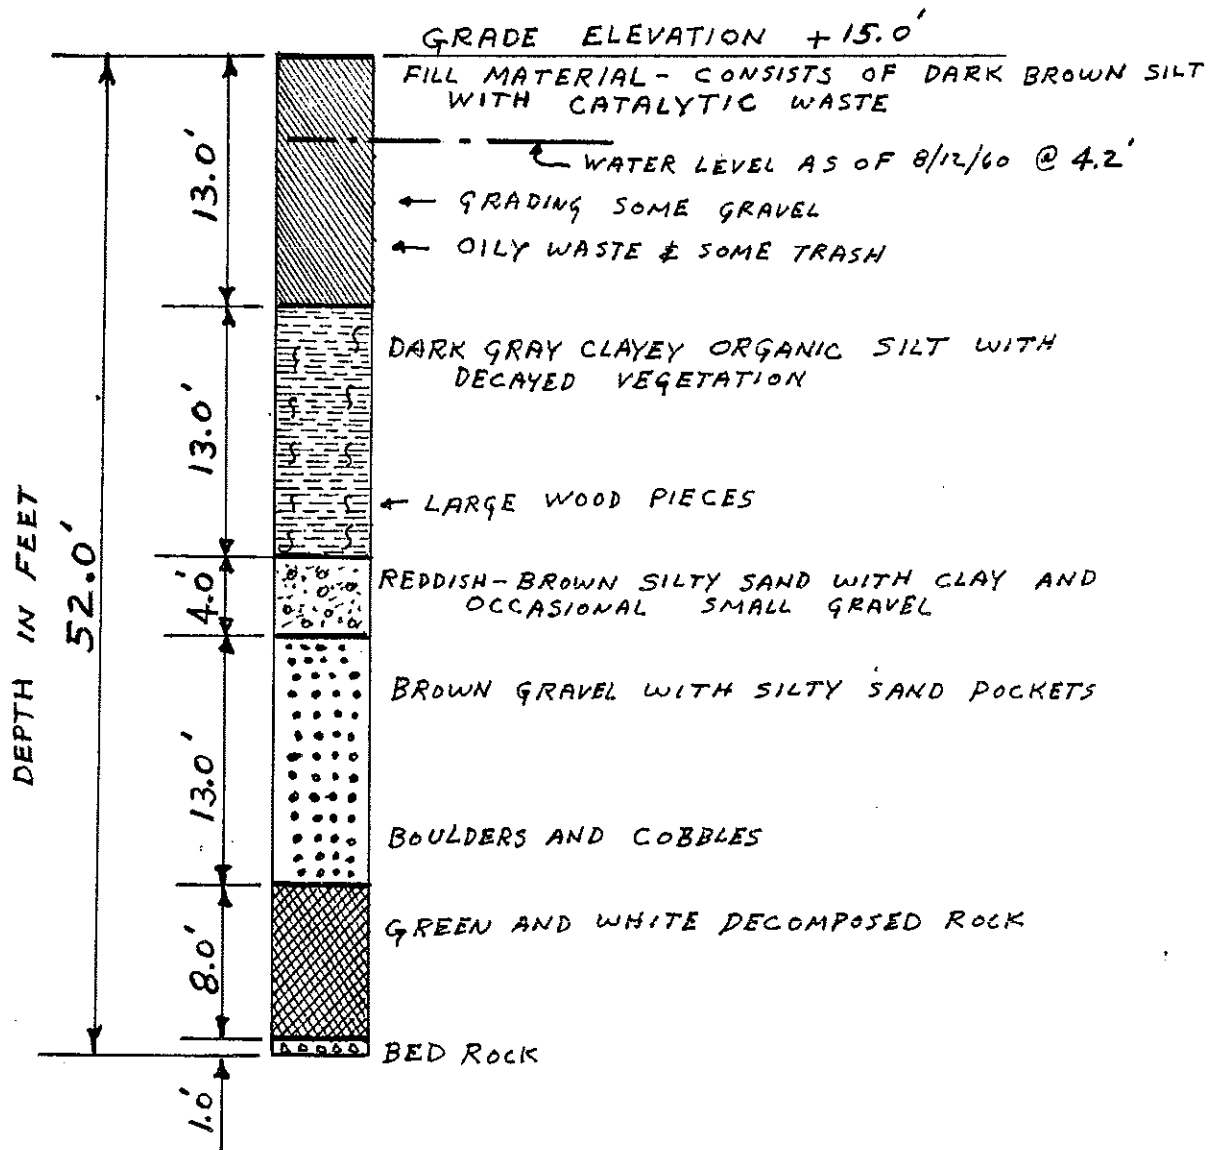 GRADE ELEVATION +15.0'
FILL MATERIAL - CONSISTS OF DARK BROWN SILT
WITH CATALYTIC WASTE
WATER LEVEL AS OF 8/12/60 @ 4.2'
13.0'
GRADING SOME GRAVEL
OILY WASTE & SOME TRASH
DARK GRAY CLAYEY ORGANIC SILT WITH
DECAYED VEGETATION
13.0'
LARGE WOOD PIECES
DEPTH IN FEET
52.0'
4.0'
REDDISH-BROWN SILTY SAND WITH CLAY AND
OCCASIONAL SMALL GRAVEL
BROWN GRAVEL WITH SILTY SAND POCKETS
13.0'
BOULDERS AND COBBLES
8.0'
GREEN AND WHITE DECOMPOSED ROCK
BED ROCK
1.0'